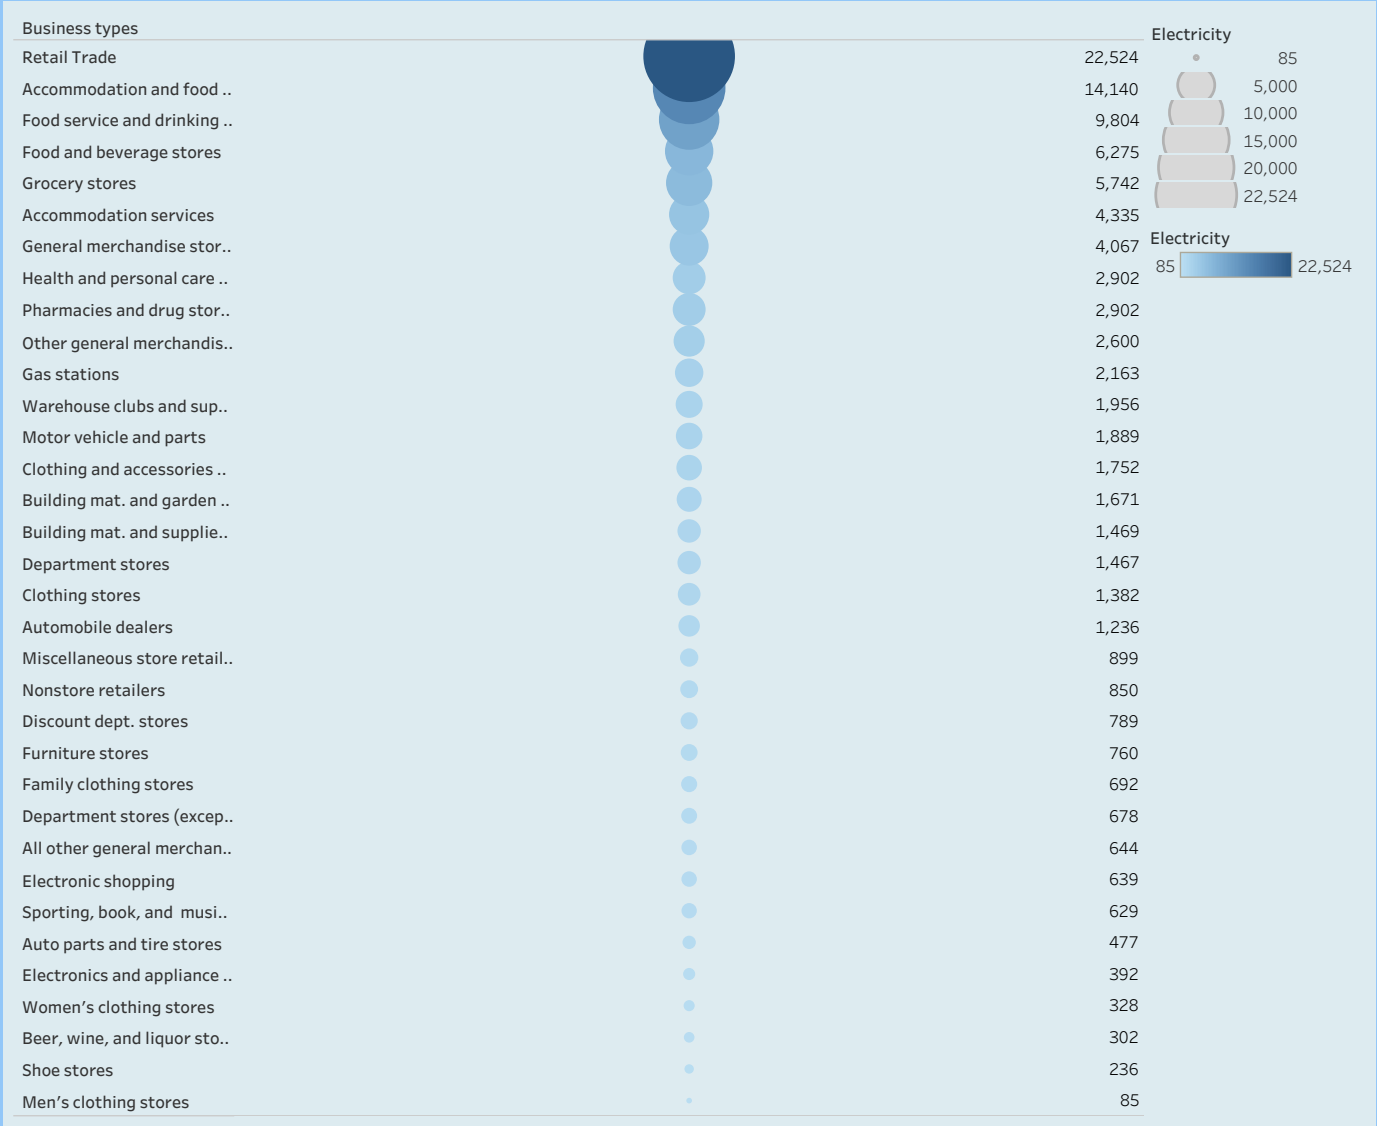 Business types
Retail Trade 22,524
Accommodation and food .. 14,140
Food service and drinking .. 9,804
Food and beverage stores 6,275
Grocery stores 5,742
Accommodation services 4,335
General merchandise stor.. 4,067
Health and personal care .. 2,902
Pharmacies and drug stor.. 2,902
Other general merchandis.. 2,600
Gas stations 2,163
Warehouse clubs and sup.. 1,956
Motor vehicle and parts 1,889
Clothing and accessories .. 1,752
Building mat. and garden .. 1,671
Building mat. and supplie.. 1,469
Department stores 1,467
Clothing stores 1,382
Automobile dealers 1,236
Miscellaneous store retail.. 899
Nonstore retailers 850
Discount dept. stores 789
Furniture stores 760
Family clothing stores 692
Department stores (excep.. 678
All other general merchan.. 644
Electronic shopping 639
Sporting, book, and  musi.. 629
Auto parts and tire stores 477
Electronics and appliance .. 392
Women’s clothing stores 328
Beer, wine, and liquor sto.. 302
Shoe stores 236
Men’s clothing stores 85
Electricity
85
5,000
10,000
15,000
20,000
22,524
Electricity
85 22,524